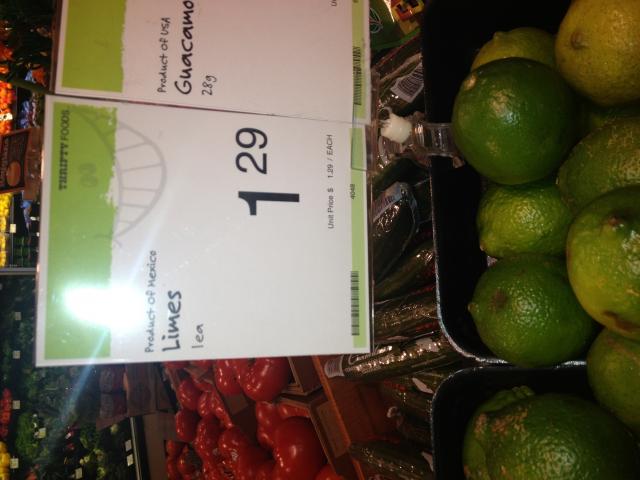 Product of USA
Guacamo
28g
THRIFTY FOODS
Product of Mexico
Limes
1ea
1 29
Unit Price $ 1.29 / EACH
4048